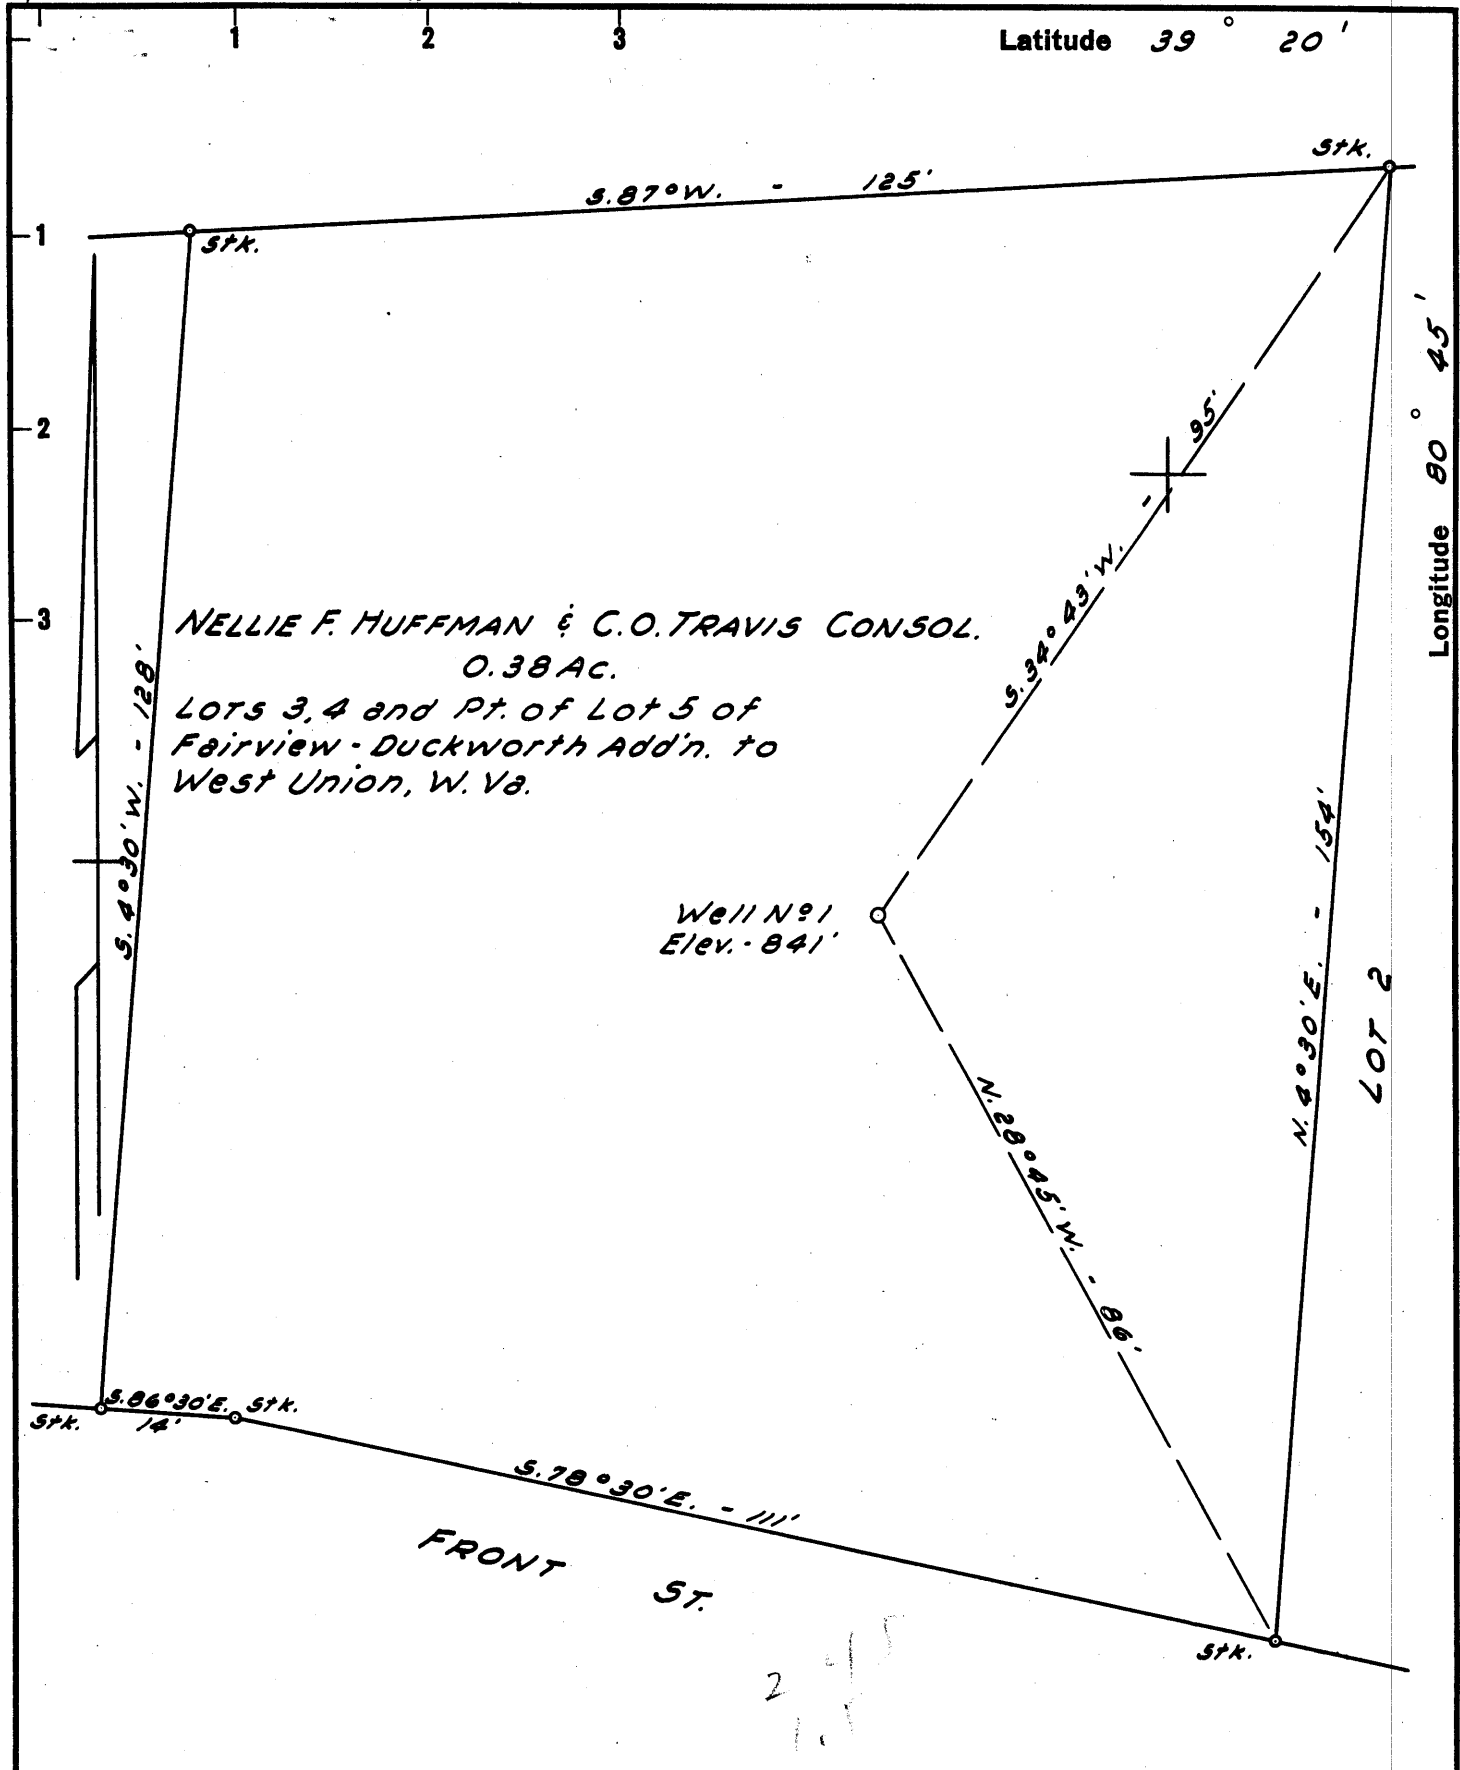 1 2 3 Latitude 39° 20'
Stk.
S.87°W. - 125'
1
Stk.
Longitude 80° 45'
2
95'
S.34°43'W. -
3
NELLIE F. HUFFMAN & C.O. TRAVIS CONSOL.
0.38 Ac.
LOTS 3, 4 and Pt. of Lot 5 of
Fairview - Duckworth Add'n. to
West Union, W. Va.
S. 4°30'W. - 128'
N. 4°30'E. - 154'
Well No 1
Elev. - 841'
LOT 2
N. 28°45'W. - 86'
S.86°30'E. Stk.
Stk. 14'
S.78°30'E. - 111'
FRONT ST.
Stk.
2